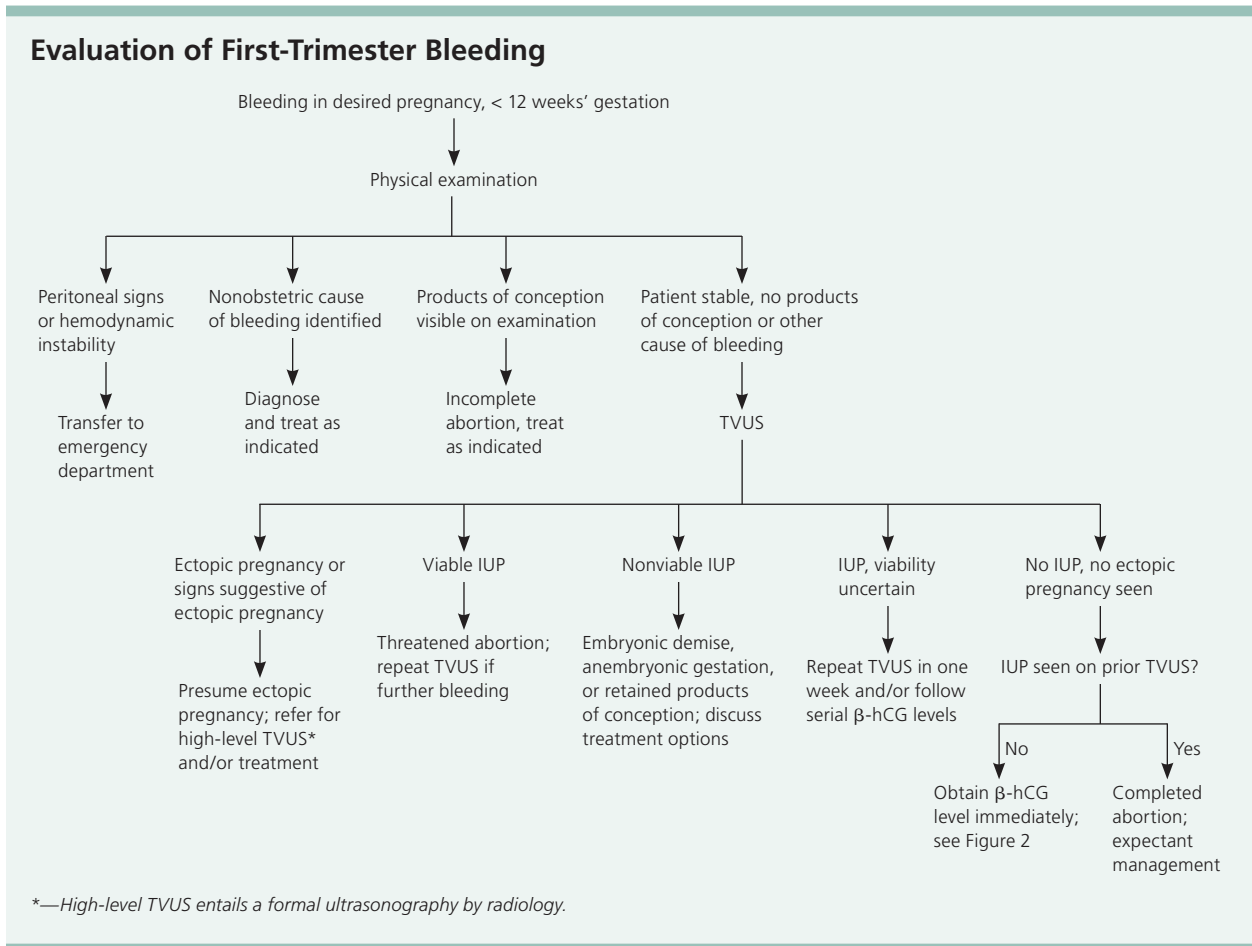 Evaluation of First-Trimester Bleeding
Bleeding in desired pregnancy, < 12 weeks’ gestation
Physical examination
Peritoneal signs
or hemodynamic
instability
Nonobstetric cause
of bleeding identified
Products of conception
visible on examination
Patient stable, no products
of conception or other
cause of bleeding
Transfer to
emergency
department
Diagnose
and treat as
indicated
Incomplete
abortion, treat
as indicated
TVUS
Ectopic pregnancy or
signs suggestive of
ectopic pregnancy
Viable IUP
Nonviable IUP
IUP, viability
uncertain
No IUP, no ectopic
pregnancy seen
Presume ectopic
pregnancy; refer for
high-level TVUS*
and/or treatment
Threatened abortion;
repeat TVUS if
further bleeding
Embryonic demise,
anembryonic gestation,
or retained products
of conception; discuss
treatment options
Repeat TVUS in one
week and/or follow
serial β-hCG levels
IUP seen on prior TVUS?
No
Yes
Obtain β-hCG
level immediately;
see Figure 2
Completed
abortion;
expectant
management
*—High-level TVUS entails a formal ultrasonography by radiology.